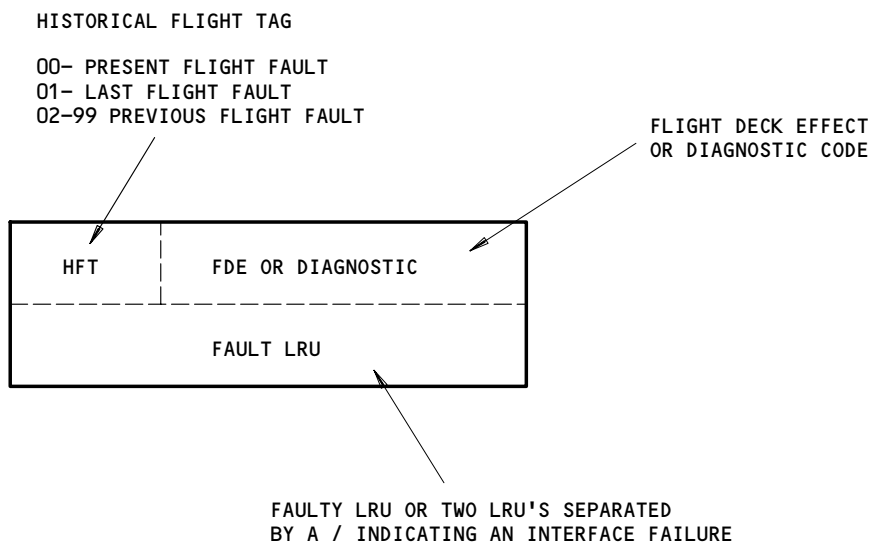 HISTORICAL FLIGHT TAG
00- PRESENT FLIGHT FAULT
01- LAST FLIGHT FAULT
02-99 PREVIOUS FLIGHT FAULT
FLIGHT DECK EFFECT
OR DIAGNOSTIC CODE
HFT
FDE OR DIAGNOSTIC
FAULT LRU
FAULTY LRU OR TWO LRU'S SEPARATED
BY A / INDICATING AN INTERFACE FAILURE